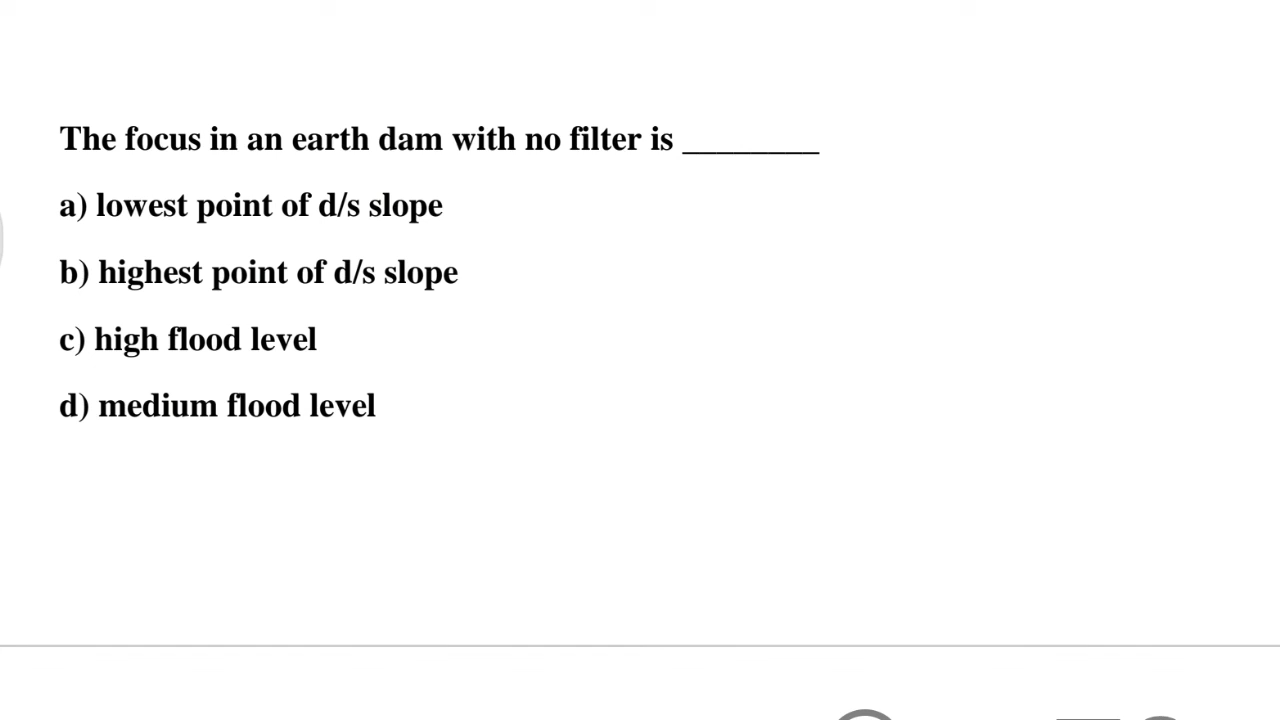 The focus in an earth dam with no filter is ________
a) lowest point of d/s slope
b) highest point of d/s slope
c) high flood level
d) medium flood level